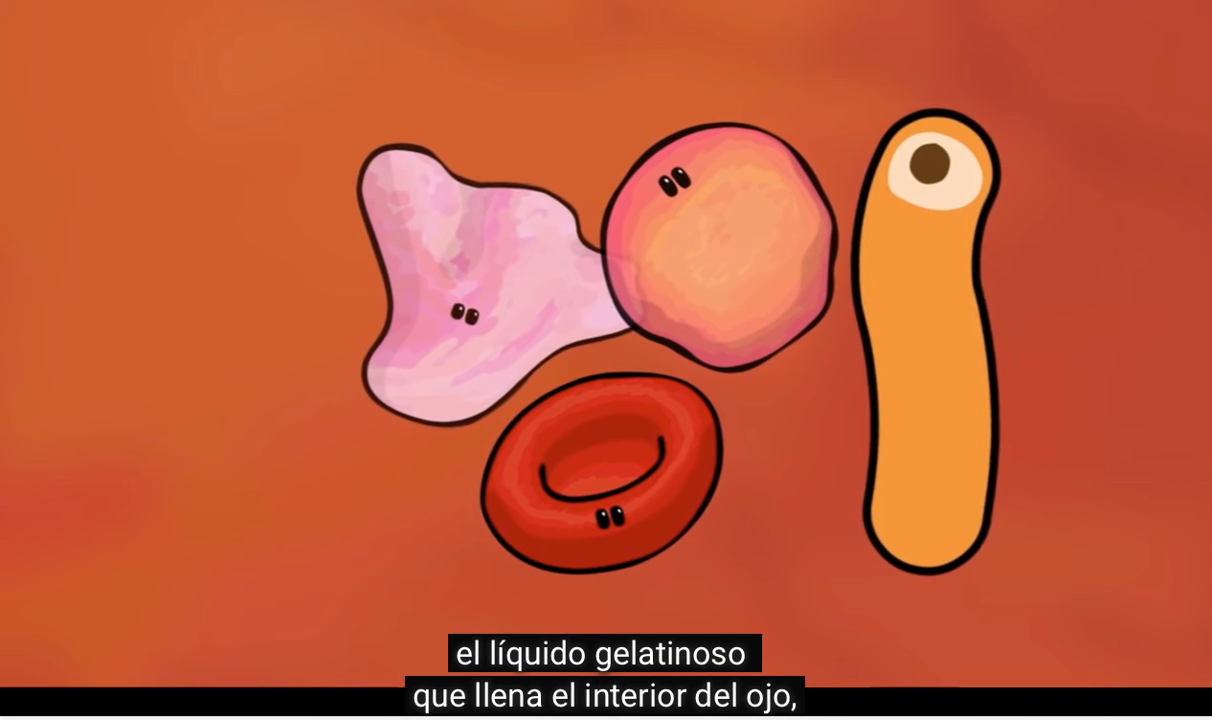 el líquido gelatinoso
que llena el interior del ojo,